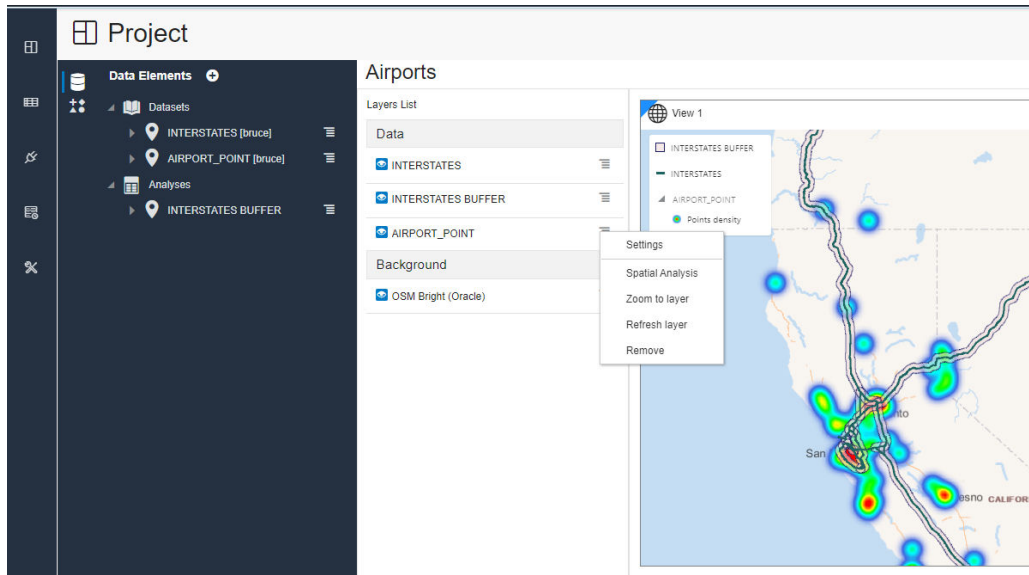 Project
Data Elements
Datasets
INTERSTATES [bruce]
AIRPORT_POINT [bruce]
Analyses
INTERSTATES BUFFER
Airports
Layers List
Data
INTERSTATES
INTERSTATES BUFFER
AIRPORT_POINT
Background
OSM Bright (Oracle)
Settings
Spatial Analysis
Zoom to layer
Refresh layer
Remove
View 1
INTERSTATES BUFFER
INTERSTATES
AIRPORT_POINT
Points density
nto
San
esno
CALIFOR